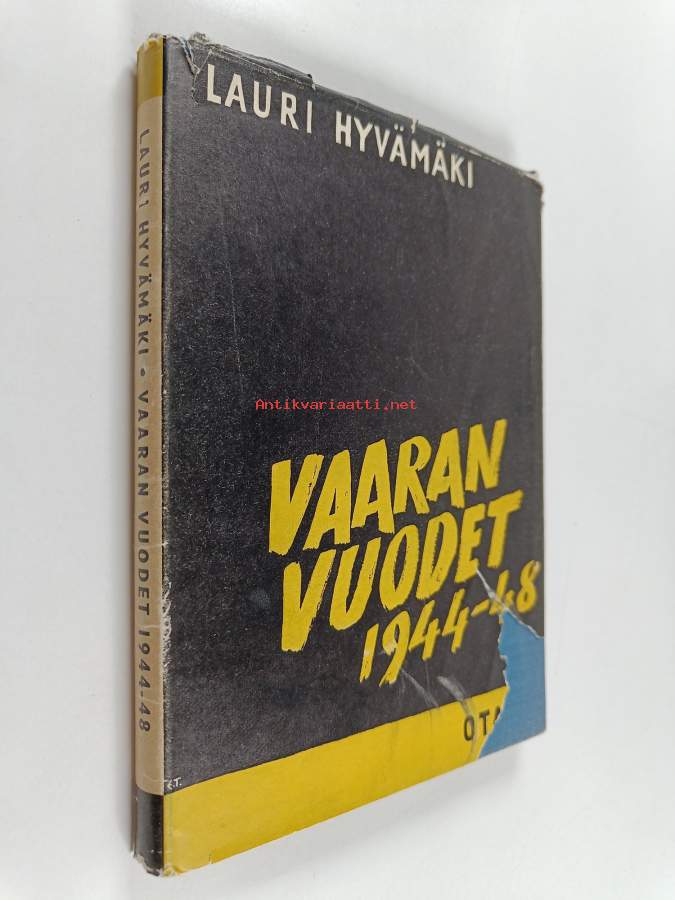 LAURI HYVÄMÄKI
Antikvariaatti.net
VAARAN
VUODET
1944-48
OTA
E.T.
LAURI HYVÄMÄKI • VAARAN VUODET 1944-48